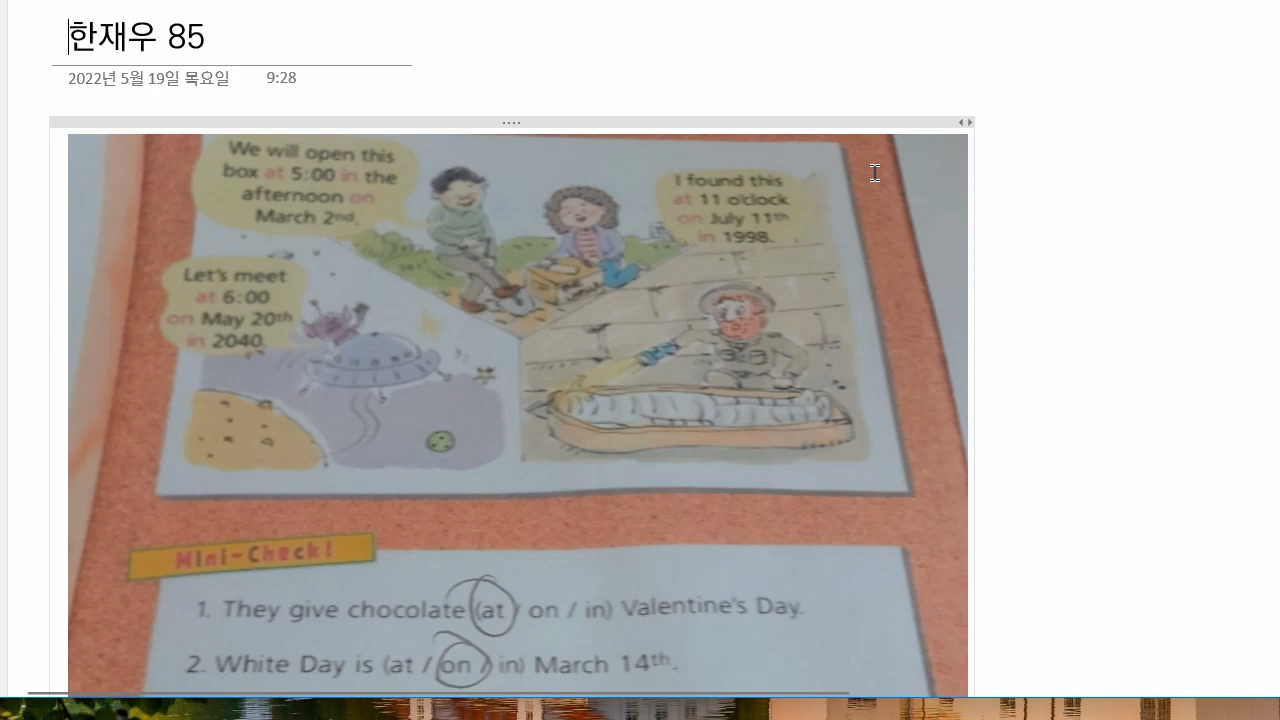 한재우 85
2022년 5월 19일 목요일 9:28
We will open this
box at 5:00 in the
afternoon on
March 2nd.
I found this
at 11 o'clock
on July 11th
in 1998.
Let's meet
at 6:00
on May 20th
in 2040.
Mini-Check!
1. They give chocolate (at / on / in) Valentine's Day.
2. White Day is (at / on / in) March 14th.